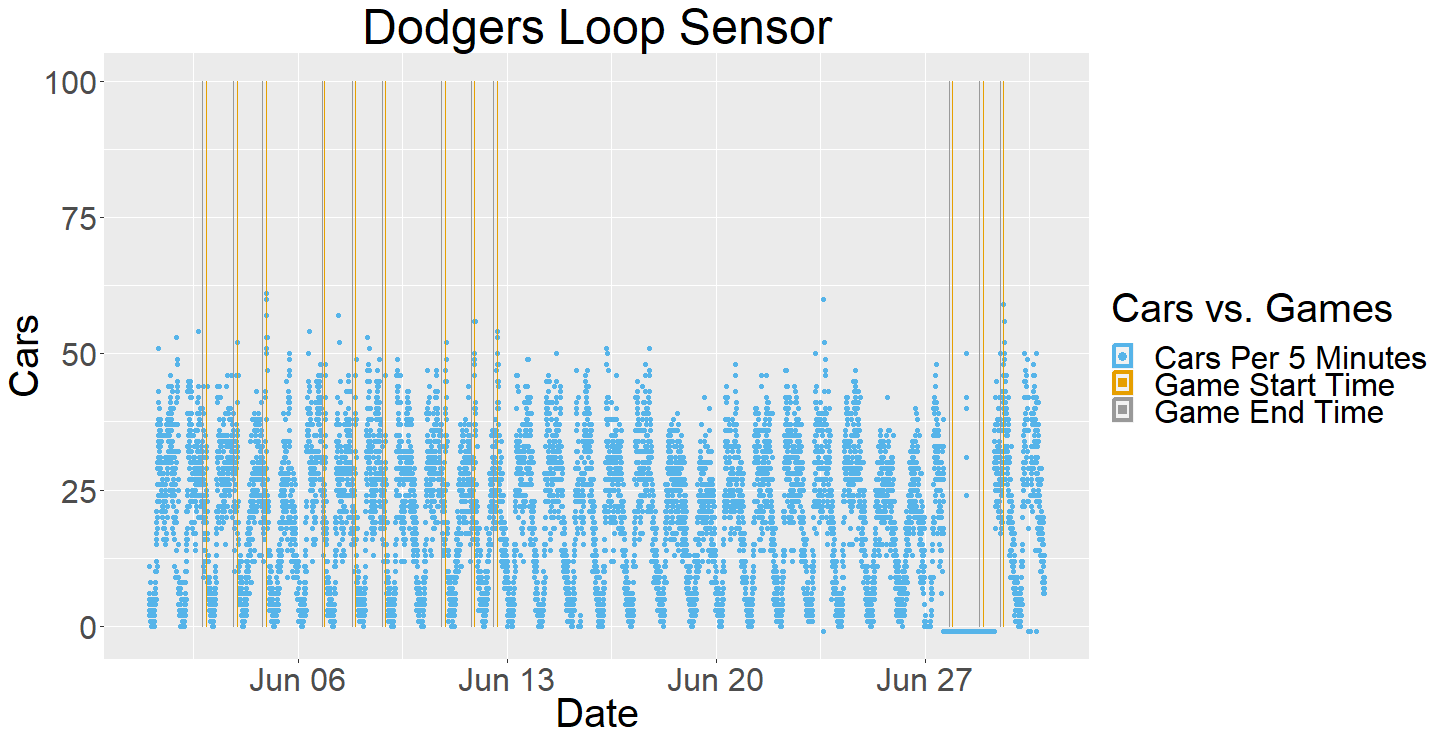 Dodgers Loop Sensor
100
75
50
25
0
Cars
Jun 06 Jun 13 Jun 20 Jun 27
Date
Cars vs. Games
Cars Per 5 Minutes
Game Start Time
Game End Time